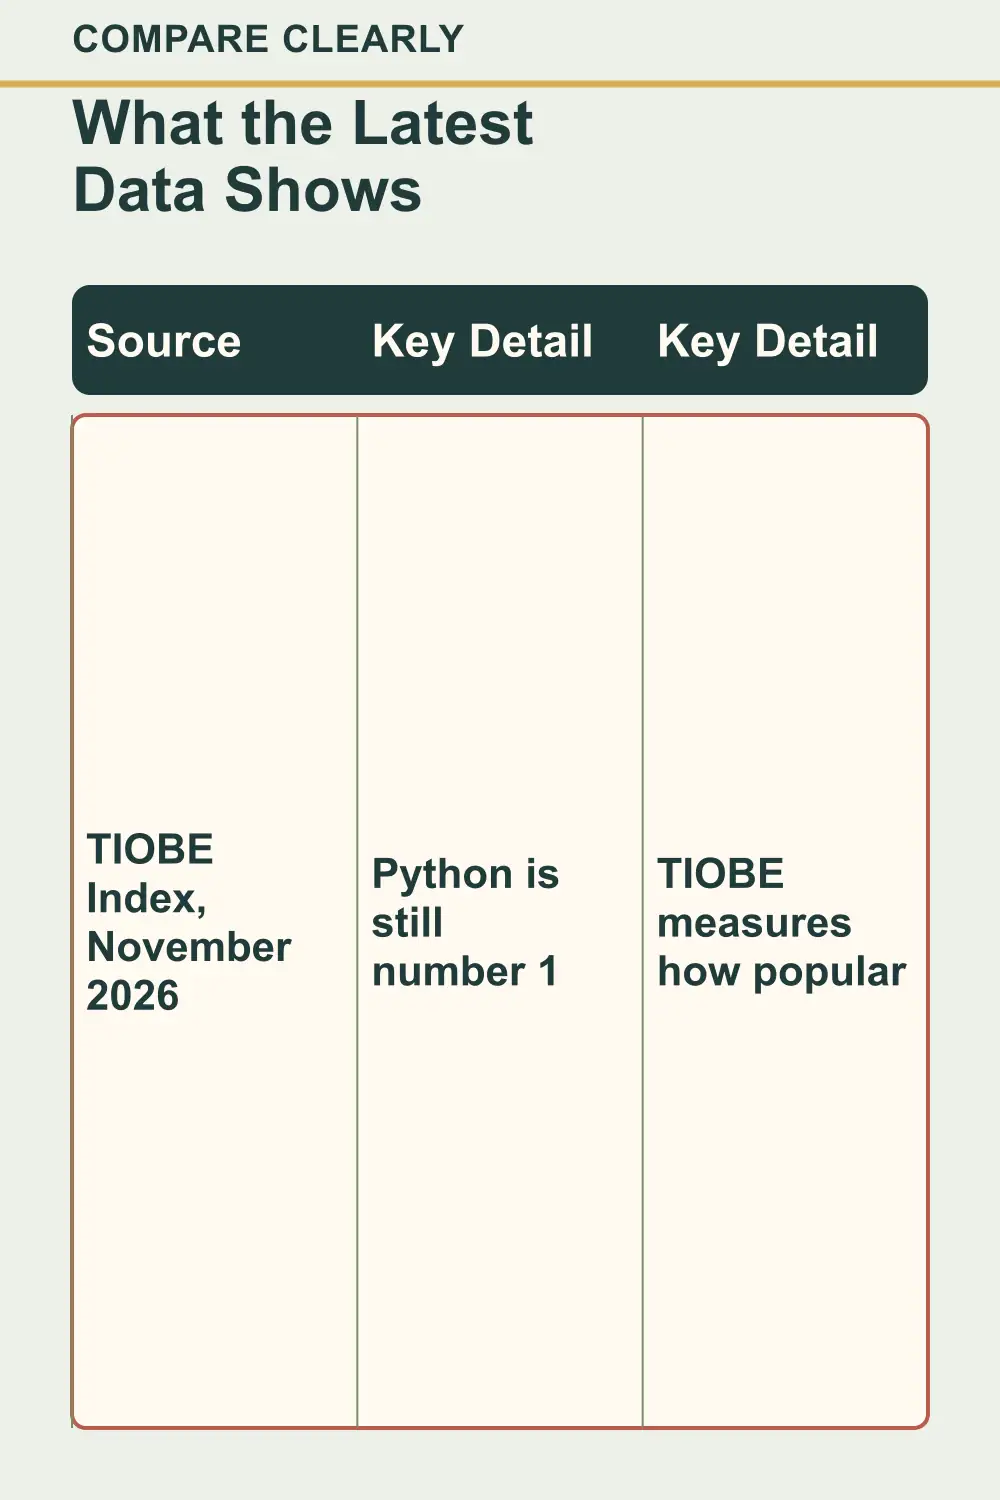 COMPARE CLEARLY
What the Latest
Data Shows
Source
Key Detail
Key Detail
TIOBE
Index,
November
2026
Python is
still
number 1
TIOBE
measures
how popular